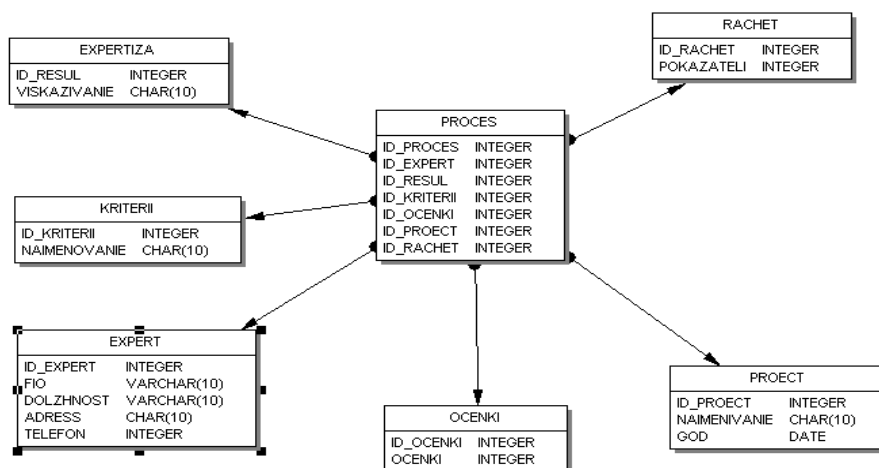 EXPERTIZA
ID_RESUL INTEGER
VISKAZIVANIE CHAR(10)
RACHET
ID_RACHET INTEGER
POKAZATELI INTEGER
PROCES
ID_PROCES INTEGER
ID_EXPERT INTEGER
ID_RESUL INTEGER
ID_KRITERII INTEGER
ID_OCENKI INTEGER
ID_PROECT INTEGER
ID_RACHET INTEGER
KRITERII
ID_KRITERII INTEGER
NAIMENOVANIE CHAR(10)
EXPERT
ID_EXPERT INTEGER
FIO VARCHAR(10)
DOLZHNOST VARCHAR(10)
ADRESS CHAR(10)
TELEFON INTEGER
OCENKI
ID_OCENKI INTEGER
OCENKI INTEGER
PROECT
ID_PROECT INTEGER
NAIMENIVANIE CHAR(10)
GOD DATE